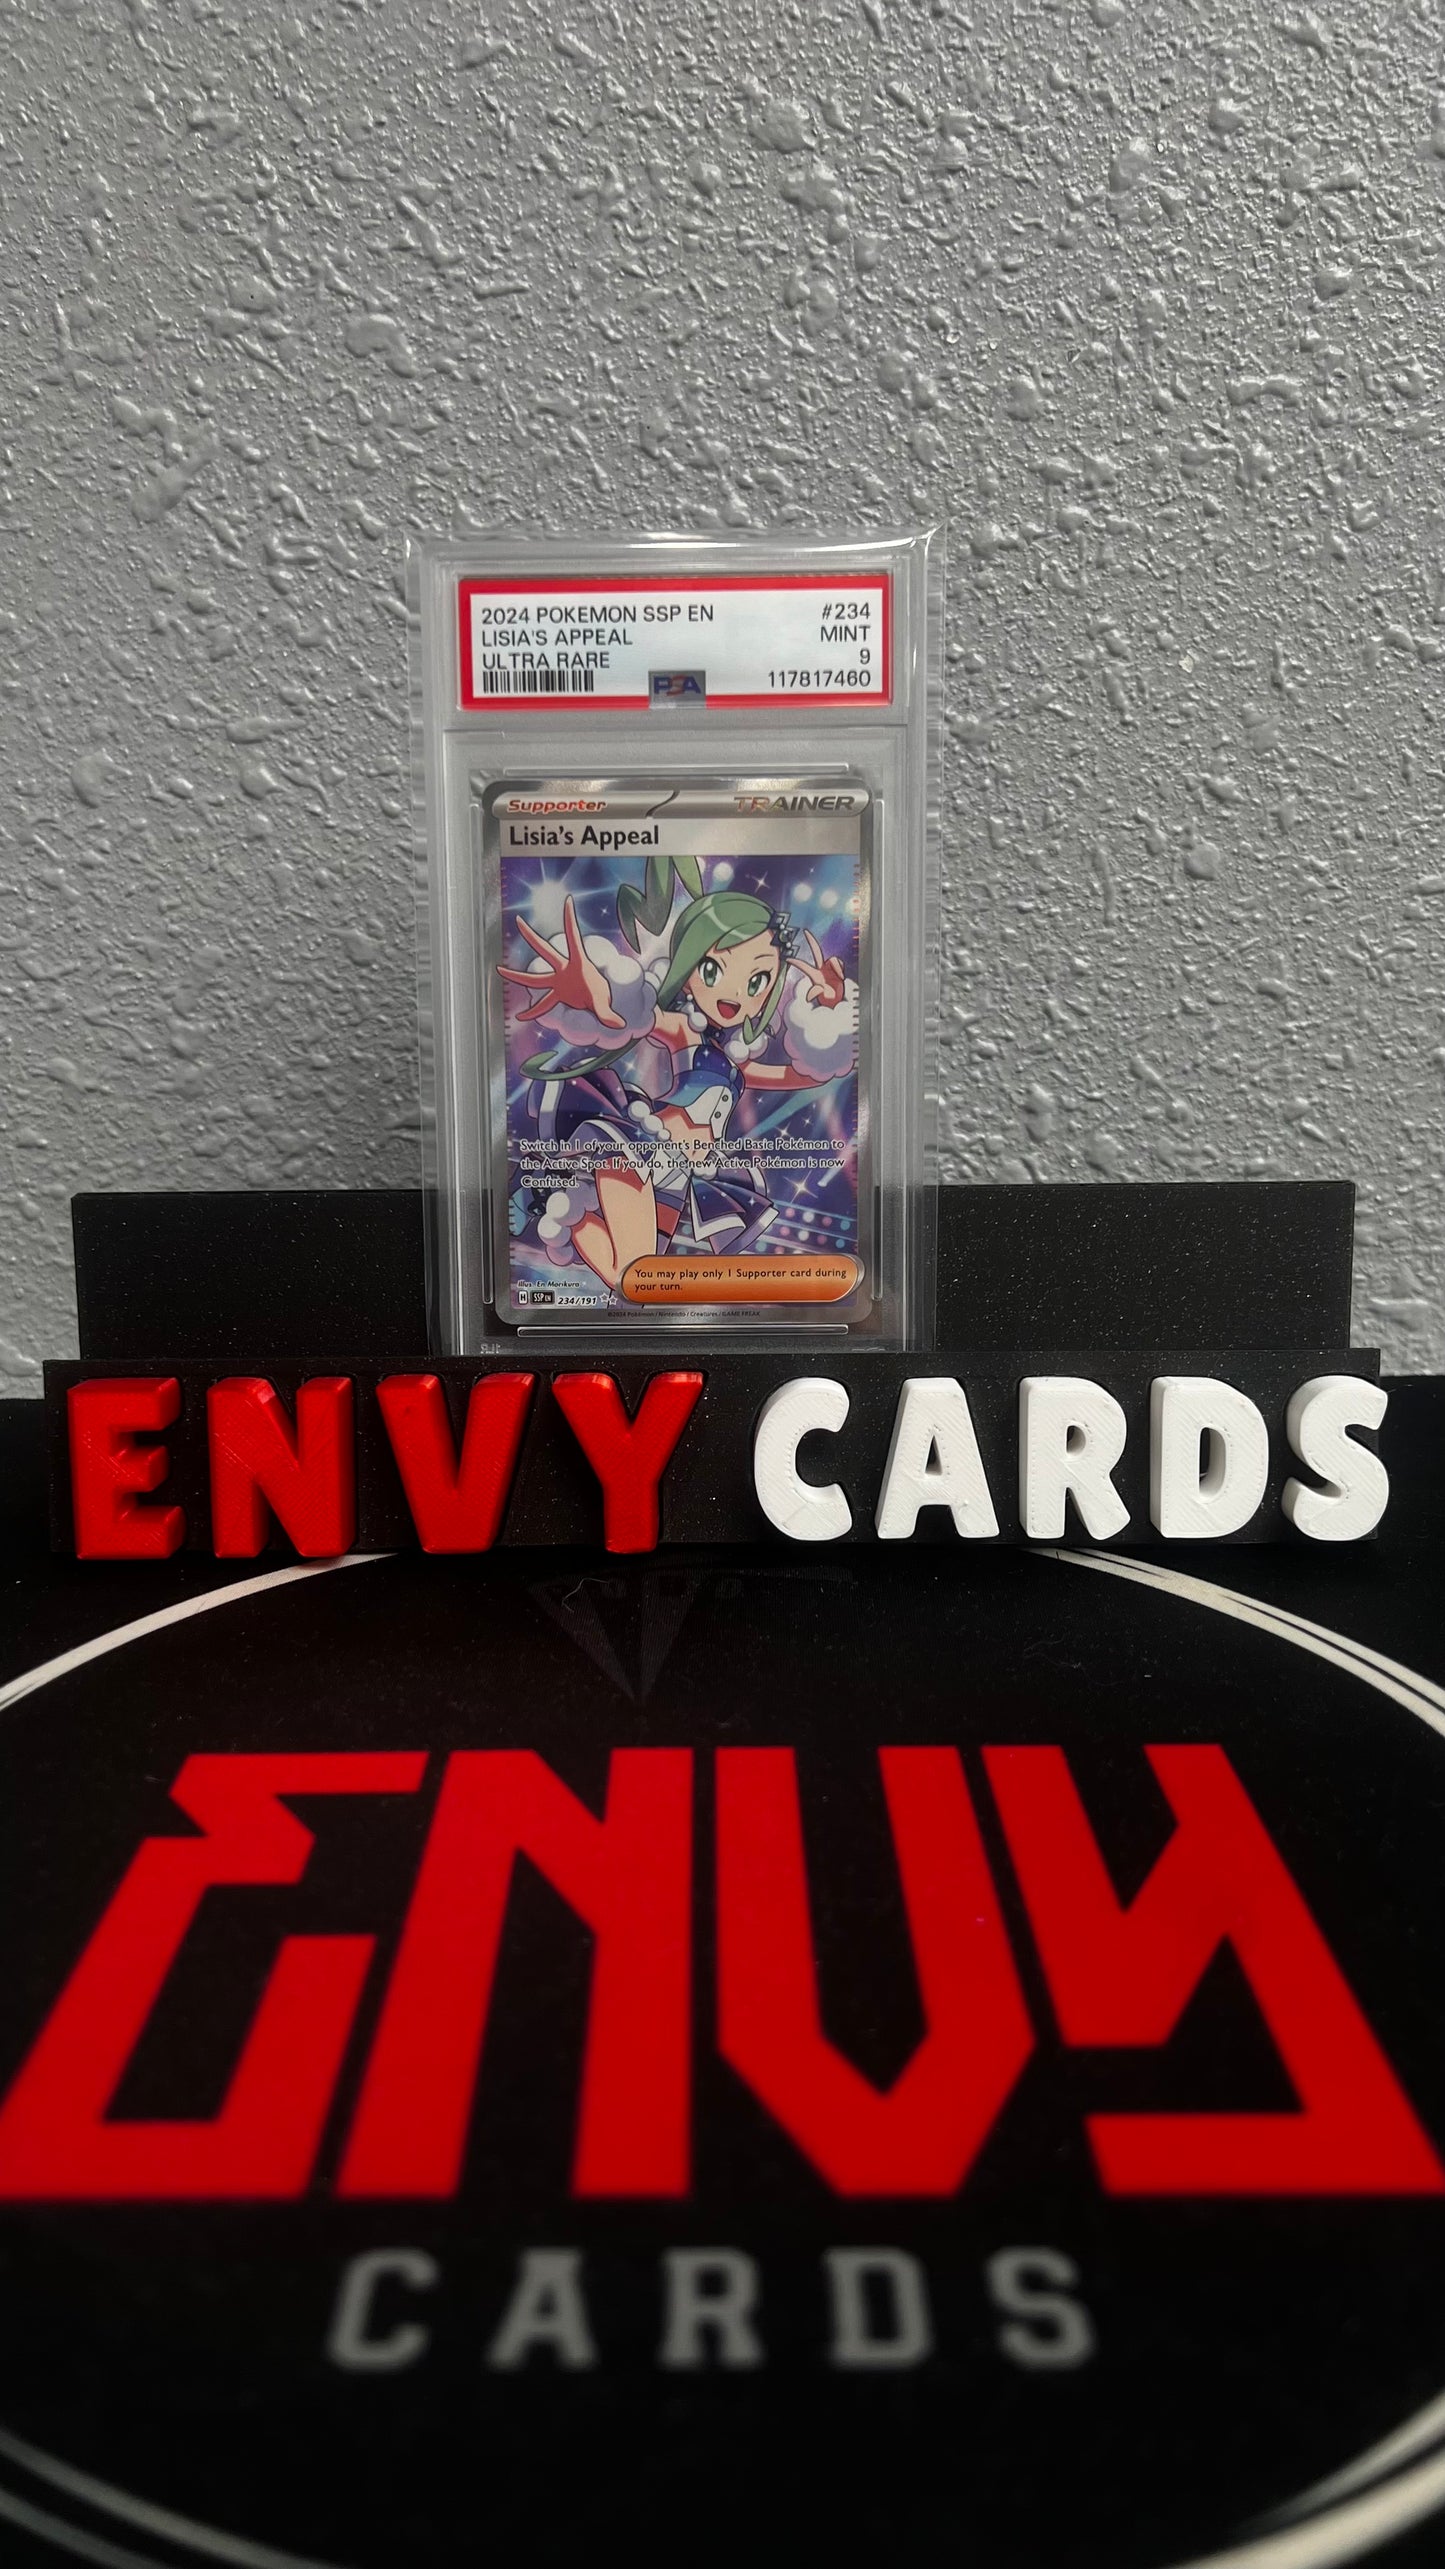 2024 POKEMON SSP EN #234
LISIA'S APPEAL MINT
ULTRA RARE 9
PSA 117817460
Supporter TRAINER
Lisia's Appeal
Switch in 1 of your opponent's Benched Basic Pokémon to
the Active Spot. If you do, the new Active Pokémon is now
Confused.
You may play only 1 Supporter card during
your turn.
Illus. En Morikura
H SSP EN 234/191
©2024 Pokémon / Nintendo / Creatures / GAME FREAK
ENVY CARDS
ENVY
CARDS